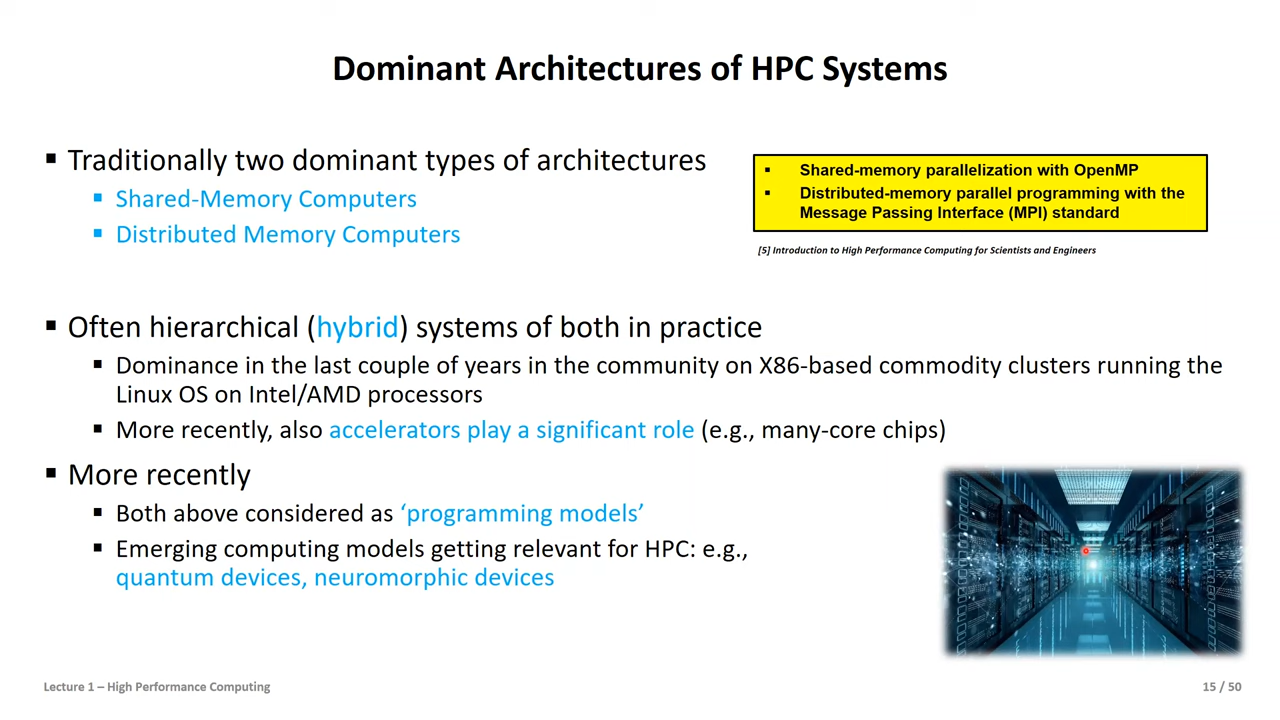 Dominant Architectures of HPC Systems
▪ Traditionally two dominant types of architectures
▪ Shared-Memory Computers
▪ Distributed Memory Computers
▪ Shared-memory parallelization with OpenMP
▪ Distributed-memory parallel programming with the
Message Passing Interface (MPI) standard
[5] Introduction to High Performance Computing for Scientists and Engineers
▪ Often hierarchical (hybrid) systems of both in practice
▪ Dominance in the last couple of years in the community on X86-based commodity clusters running the
Linux OS on Intel/AMD processors
▪ More recently, also accelerators play a significant role (e.g., many-core chips)
▪ More recently
▪ Both above considered as ‘programming models’
▪ Emerging computing models getting relevant for HPC: e.g.,
quantum devices, neuromorphic devices
Lecture 1 – High Performance Computing
15 / 50